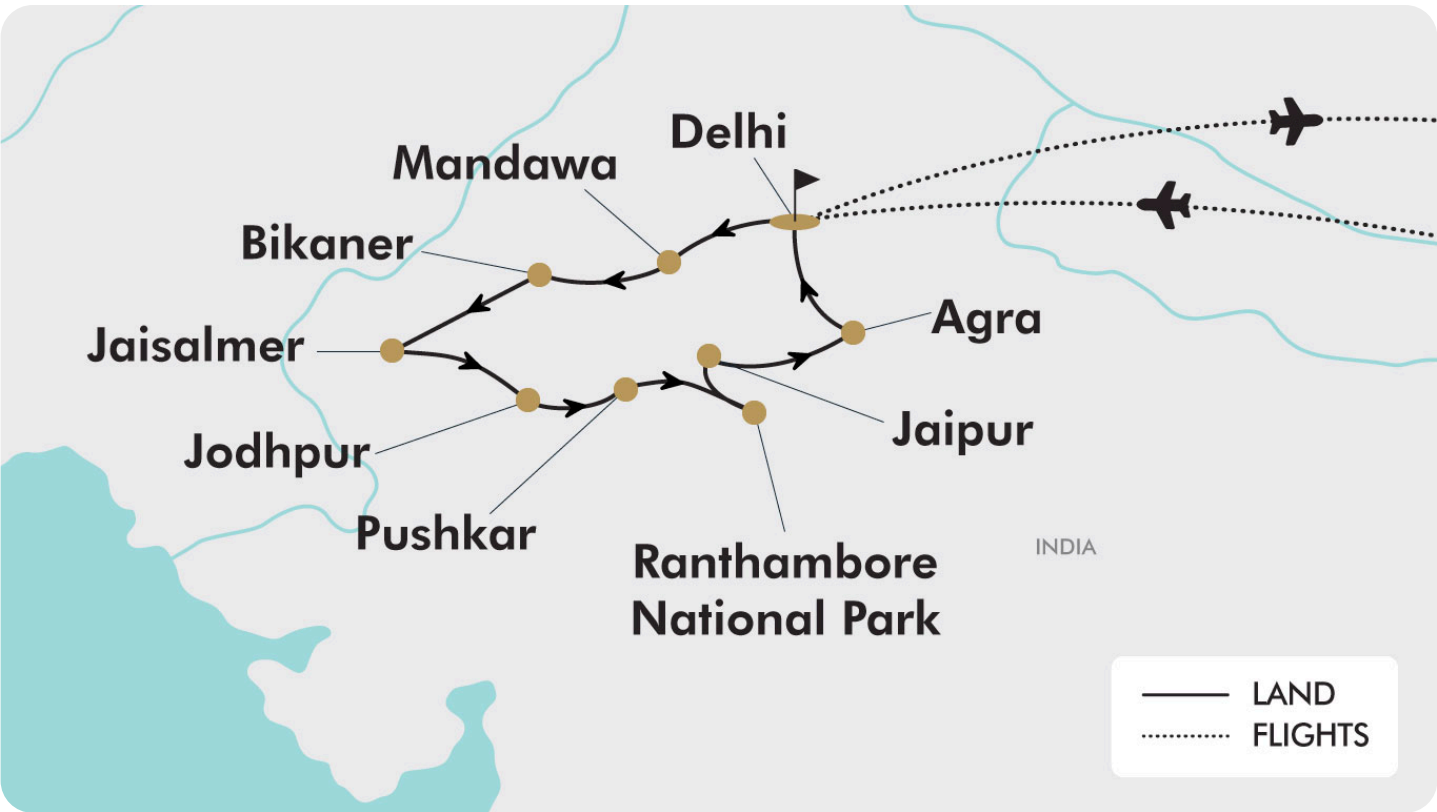 Delhi
Mandawa
Bikaner
Agra
Jaisalmer
Jaipur
Jodhpur
Pushkar
Ranthambore
National Park
INDIA
LAND
FLIGHTS